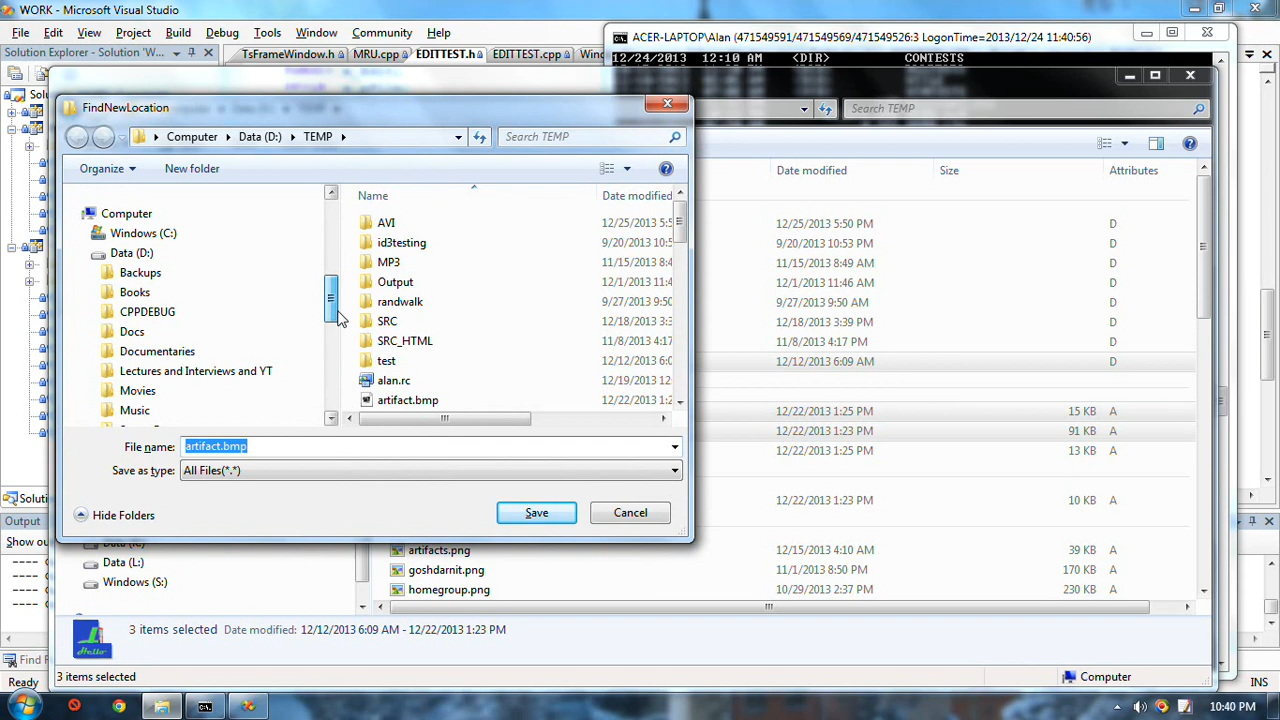 WORK - Microsoft Visual Studio
File Edit View Project Build Debug Tools Window Community Help
Solution Explorer - Solution 'W...
TsFrameWindow.h MRU.cpp EDITTEST.h EDITTEST.cpp
ACER-LAPTOP\Alan (471549591/471549569/471549526:3 LogonTime=2013/12/24 11:40:56)
12/24/2013 12:10 AM <DIR> CONTESTS
FindNewLocation
Computer Data (D:) TEMP
Search TEMP
Search TEMP
Organize New folder
Name Date modified
Computer
Windows (C:)
Data (D:)
Backups
Books
CPPDEBUG
Docs
Documentaries
Lectures and Interviews and YT
Movies
Music
AVI 12/25/2013 5:5
id3testing 9/20/2013 10:53
MP3 11/15/2013 8:4
Output 12/1/2013 11:4
randwalk 9/27/2013 9:50
SRC 12/18/2013 3:3
SRC_HTML 11/8/2013 4:17
test 12/12/2013 6:0
alan.rc 12/19/2013 12:
artifact.bmp 12/22/2013 1:2
File name: artifact.bmp
Save as type: All Files(*.*)
Hide Folders
Save Cancel
Date modified Size Attributes
12/25/2013 5:50 PM D
9/20/2013 10:53 PM D
11/15/2013 8:49 AM D
12/1/2013 11:46 AM D
9/27/2013 9:50 AM D
12/18/2013 3:39 PM D
11/8/2013 4:17 PM D
12/12/2013 6:09 AM D
12/22/2013 1:25 PM 15 KB A
12/22/2013 1:23 PM 91 KB A
12/22/2013 1:25 PM 13 KB A
12/22/2013 1:23 PM 10 KB A
artifacts.png 12/15/2013 4:10 AM 39 KB A
goshdarnit.png 11/1/2013 8:50 PM 170 KB A
homegroup.png 10/29/2013 2:37 PM 230 KB A
Data (L:)
Windows (S:)
Output
Show ou
Hello
3 items selected Date modified: 12/12/2013 6:09 AM - 12/22/2013 1:23 PM
3 items selected
Computer
Find R
Ready
INS
10:40 PM